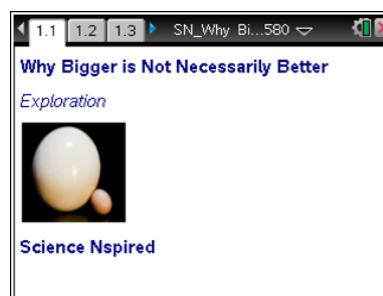 1.1 1.2 1.3 SN_Why Bi...580
Why Bigger is Not Necessarily Better
Exploration
Science Nspired